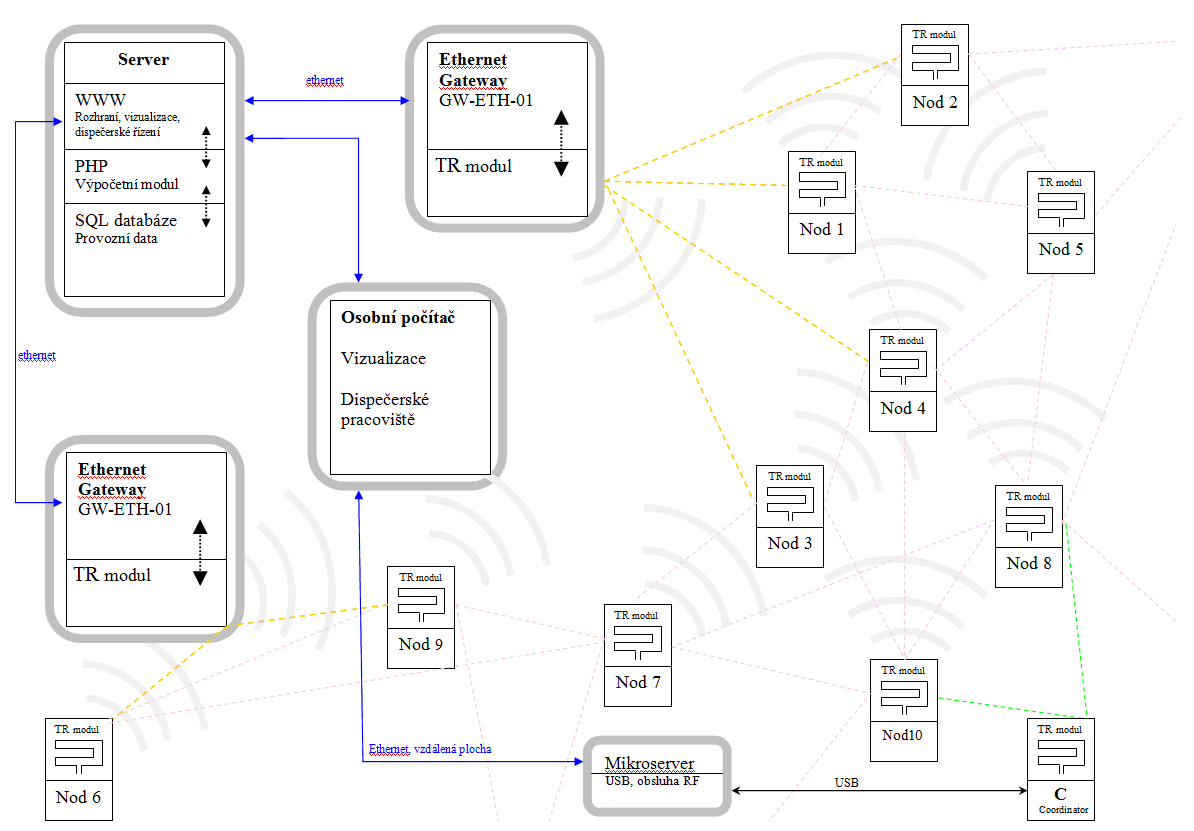 Server
WWW
Rozhraní, vizualizace,
dispečerské řízení
PHP
Výpočetní modul
SQL databáze
Provozní data
ethernet
Ethernet
Gateway
GW-ETH-01
TR modul
Osobní počítač
Vizualizace
Dispečerské
pracoviště
ethernet
Ethernet
Gateway
GW-ETH-01
TR modul
TR modul
Nod 2
TR modul
Nod 1
TR modul
Nod 5
TR modul
Nod 4
TR modul
Nod 3
TR modul
Nod 8
TR modul
Nod 9
TR modul
Nod 7
TR modul
Nod10
TR modul
Nod 6
Ethernet, vzdálená plocha
Mikroserver
USB, obsluha RF
USB
TR modul
C
Coordinator